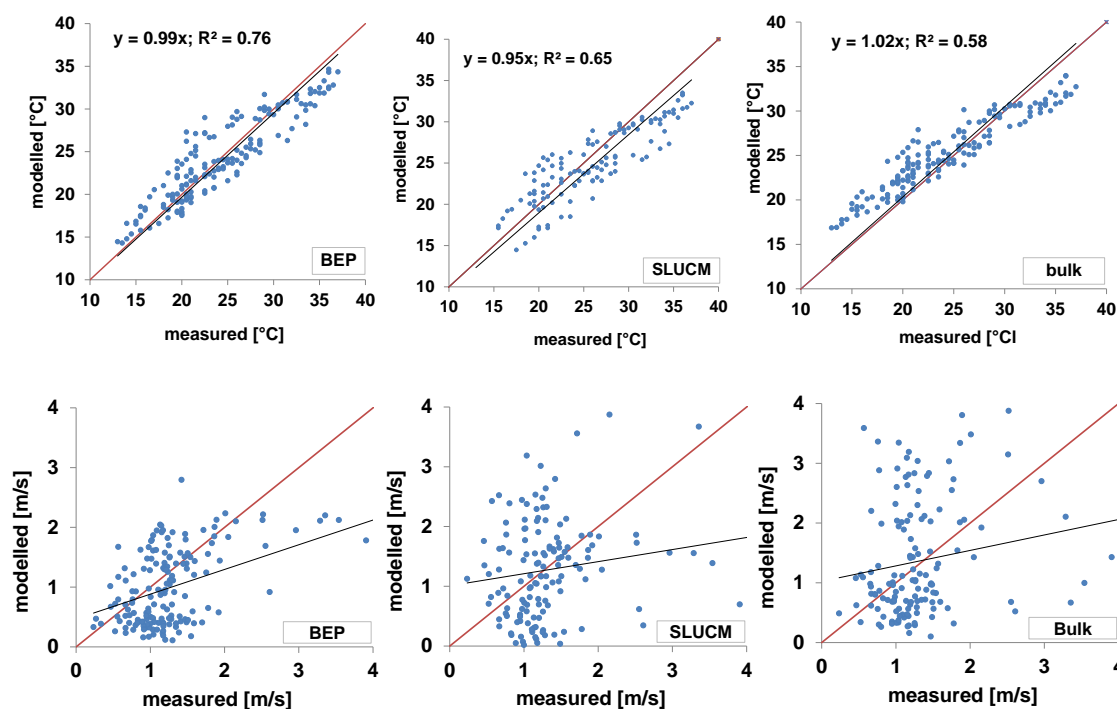 y = 0.99x; R² = 0.76
modelled [°C]
40
35
30
25
20
15
10
BEP
10 15 20 25 30 35 40
measured [°C]
y = 0.95x; R² = 0.65
modelled [°C]
40
35
30
25
20
15
10
SLUCM
10 15 20 25 30 35 40
measured [°C]
y = 1.02x; R² = 0.58
modelled [°C]
40
35
30
25
20
15
10
bulk
10 15 20 25 30 35 40
measured [°Cl
modelled [m/s]
4
3
2
1
0
BEP
0 1 2 3 4
measured [m/s]
modelled [m/s]
4
3
2
1
0
SLUCM
0 1 2 3 4
measured [m/s]
modelled [m/s]
4
3
2
1
0
Bulk
0 1 2 3 4
measured [m/s]